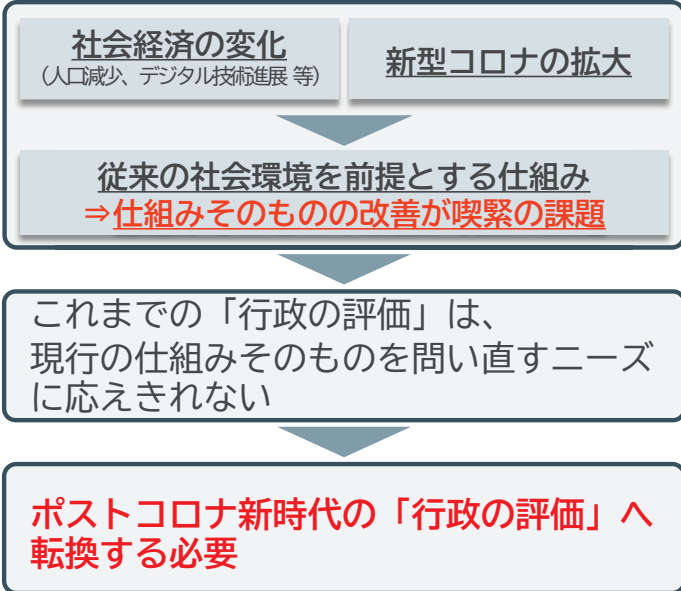 社会経済の変化
(人口減少、デジタル技術進展 等)
新型コロナの拡大
従来の社会環境を前提とする仕組み
⇒仕組みそのものの改善が喫緊の課題
これまでの「行政の評価」は、
現行の仕組みそのものを問い直すニーズ
に応えきれない
ポストコロナ新時代の「行政の評価」へ
転換する必要